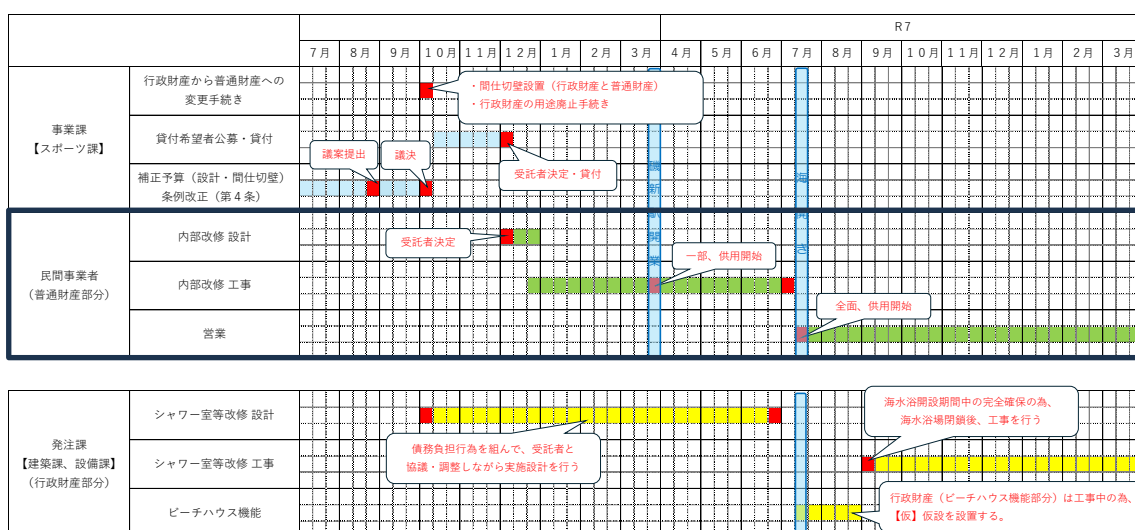 R7
7月 8月 9月 10月 11月 12月 1月 2月 3月 4月 5月 6月 7月 8月 9月 10月 11月 12月 1月 2月 3月
事業課
【スポーツ課】
行政財産から普通財産への
変更手続き
・間仕切壁設置（行政財産と普通財産）
・行政財産の用途廃止手続き
貸付希望者公募・貸付
受託者決定・貸付
議案提出
議決
補正予算（設計・間仕切壁）
条例改正（第４条）
新駅開業
海開き
民間事業者
（普通財産部分）
内部改修 設計
受託者決定
内部改修 工事
一部、供用開始
営業
全面、供用開始
発注課
【建築課、設備課】
（行政財産部分）
シャワー室等改修 設計
債務負担行為を組んで、受託者と
協議・調整しながら実施設計を行う
シャワー室等改修 工事
海水浴開設期間中の完全確保の為、
海水浴場閉鎖後、工事を行う
ビーチハウス機能
行政財産（ビーチハウス機能部分）は工事中の為、
【仮】仮設を設置する。